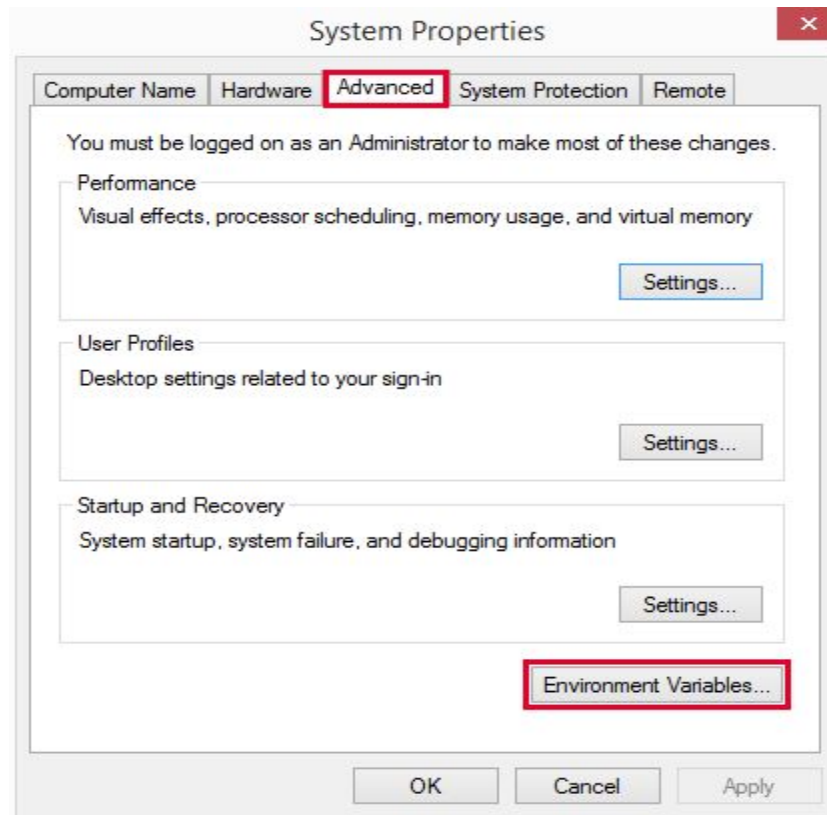 System Properties
Computer Name Hardware Advanced System Protection Remote
You must be logged on as an Administrator to make most of these changes.
Performance
Visual effects, processor scheduling, memory usage, and virtual memory
Settings...
User Profiles
Desktop settings related to your sign-in
Settings...
Startup and Recovery
System startup, system failure, and debugging information
Settings...
Environment Variables...
OK Cancel Apply